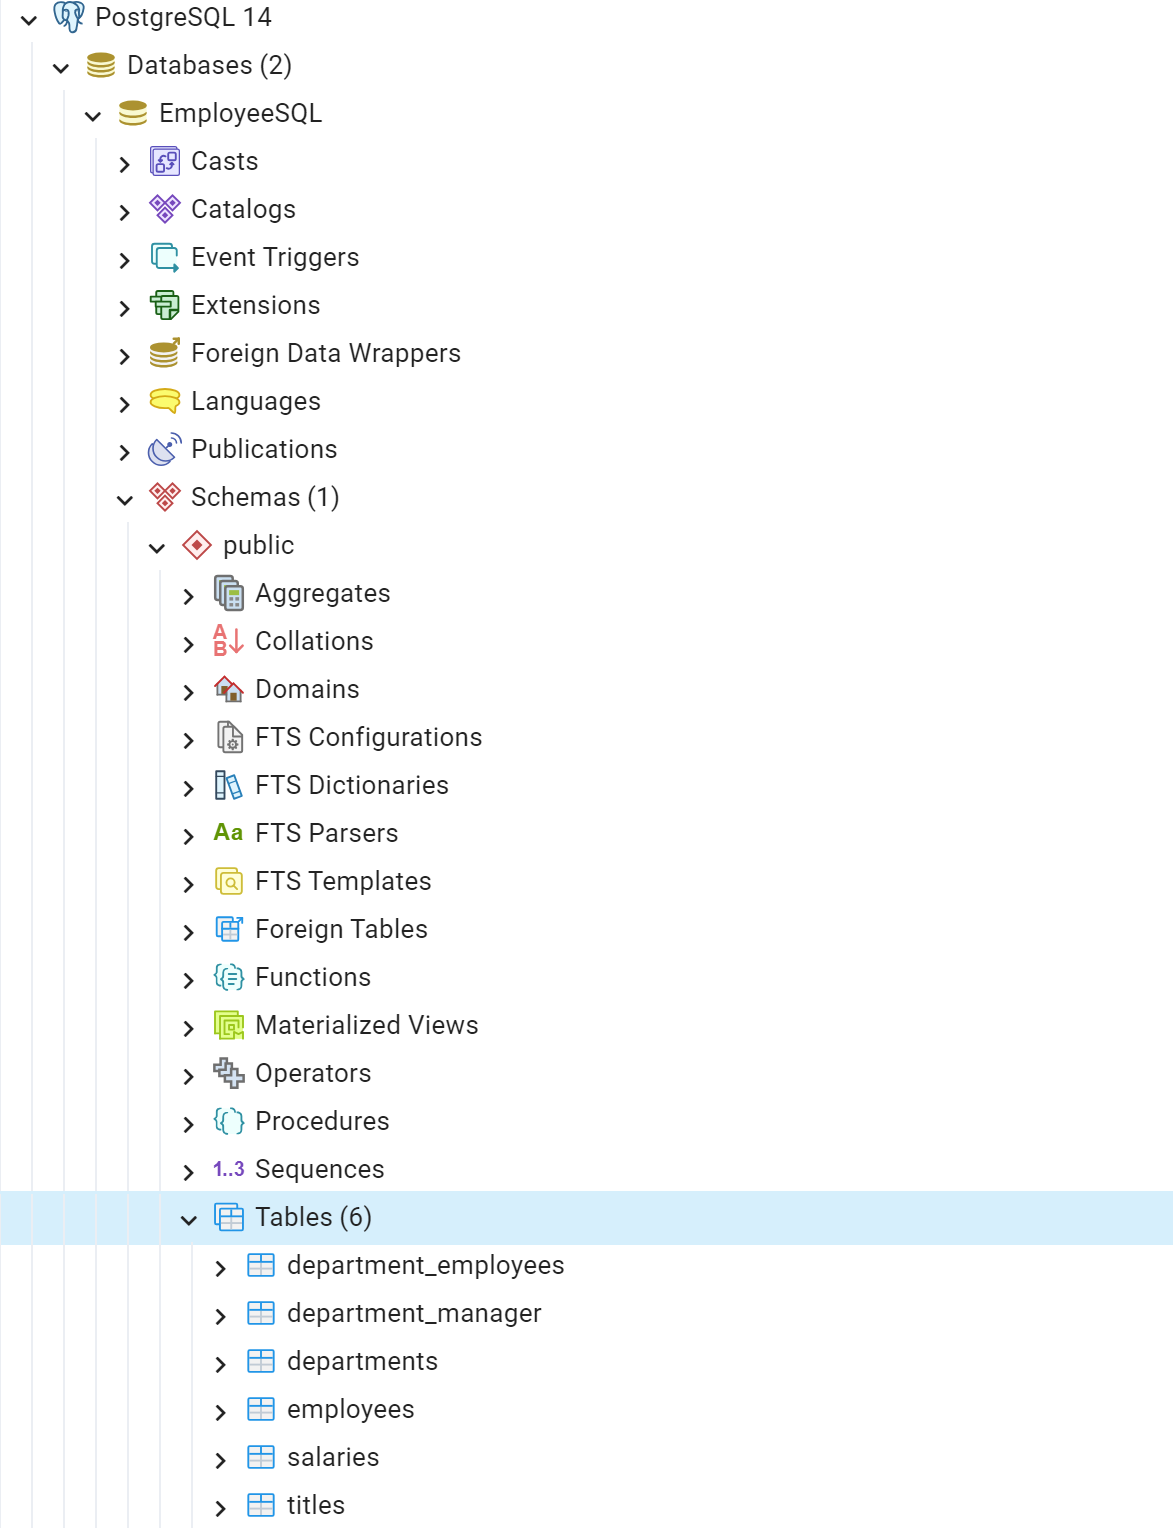 PostgreSQL 14
Databases (2)
EmployeeSQL
Casts
Catalogs
Event Triggers
Extensions
Foreign Data Wrappers
Languages
Publications
Schemas (1)
public
Aggregates
A
B Collations
Domains
FTS Configurations
FTS Dictionaries
Aa FTS Parsers
FTS Templates
Foreign Tables
Functions
Materialized Views
Operators
Procedures
1..3 Sequences
Tables (6)
department_employees
department_manager
departments
employees
salaries
titles